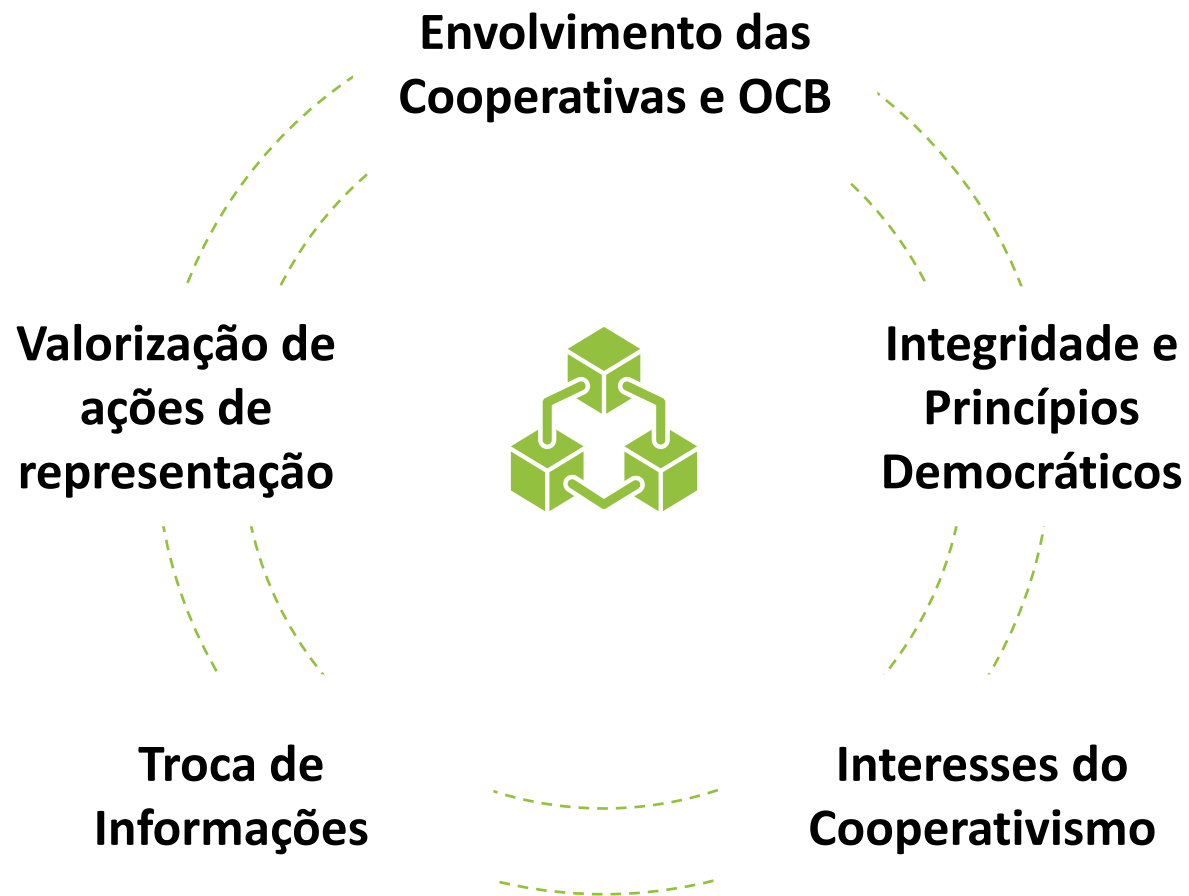 Envolvimento das
Cooperativas e OCB
Valorização de
ações de
representação
Integridade e
Princípios
Democráticos
Troca de
Informações
Interesses do
Cooperativismo